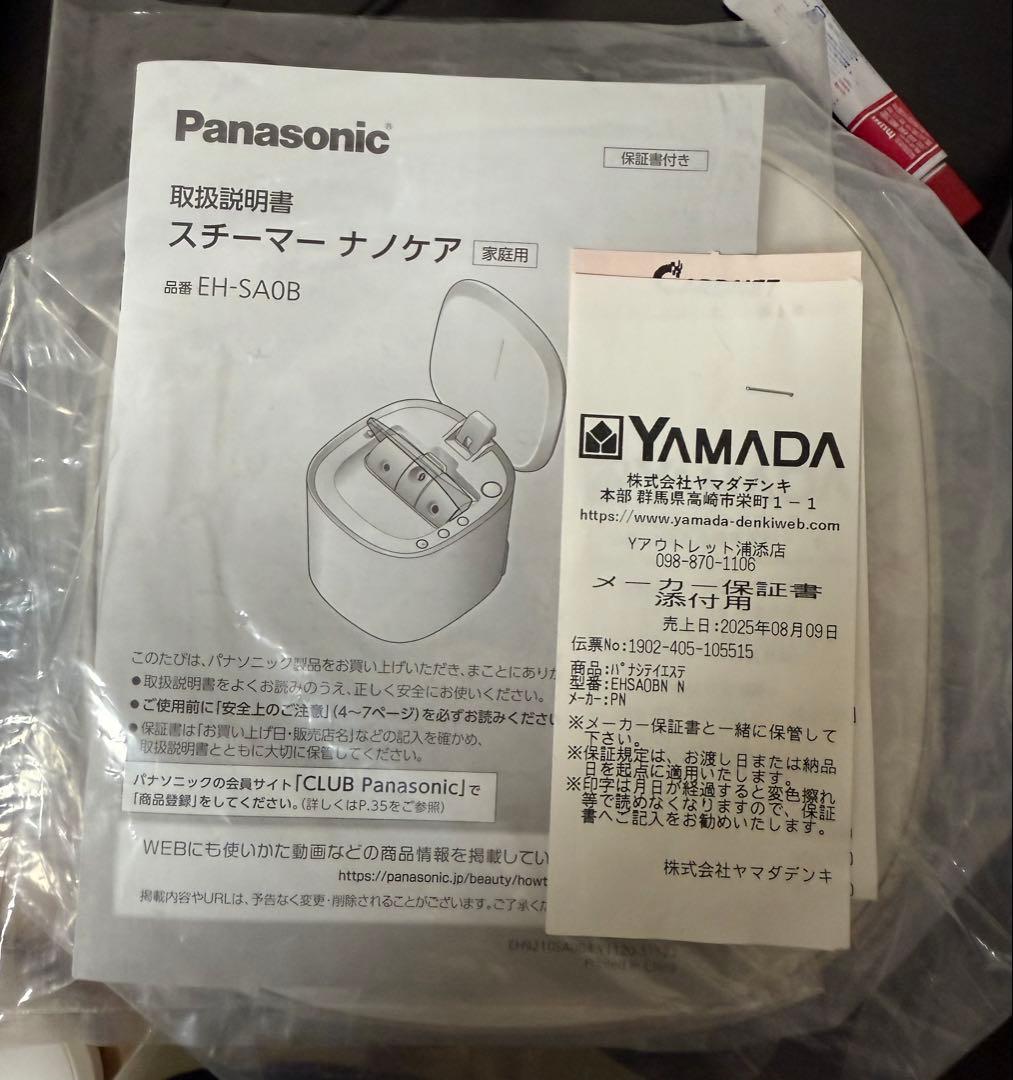 Panasonic
保証書付き
取扱説明書
スチーマー ナノケア 家庭用
品番 EH-SA0B
このたびは、パナソニック製品をお買い上げいただき、まことにあり
●取扱説明書をよくお読みのうえ、正しく安全にお使いください。
●ご使用前に「安全上のご注意」(4〜7ページ)を必ずお読みくださ
●保証書は「お買い上げ日・販売店名」などの記入を確かめ、
取扱説明書とともに大切に保管してください。
パナソニックの会員サイト「CLUB Panasonic」で
「商品登録」をしてください。(詳しくはP.35をご参照)
WEBにも使いかた動画などの商品情報を掲載してい
https://panasonic.jp/beauty/howt
掲載内容やURLは、予告なく変更・削除されることがございます。ご了承くだ
YAMADA
株式会社ヤマダデンキ
本部 群馬県高崎市栄町1-1
https://www.yamada-denkiweb.com
Yアウトレット浦添店
098-870-1106
メーカー保証書
添付用
売上日:2025年08月09日
伝票No:1902-405-105515
商品:ﾊﾟﾅｼﾃｲｴｽﾃ
型番:EHSA0BN N
ﾒｰｶｰ:PN
※メーカー保証書と一緒に保管して
下さい。
※保証規定は、お渡し日または納品
日を起点に適用いたします。
※印字は月日が経過すると変色擦れ
等で読めなくなりますので、保証
書へご記入をお勧めいたします。
株式会社ヤマダデンキ